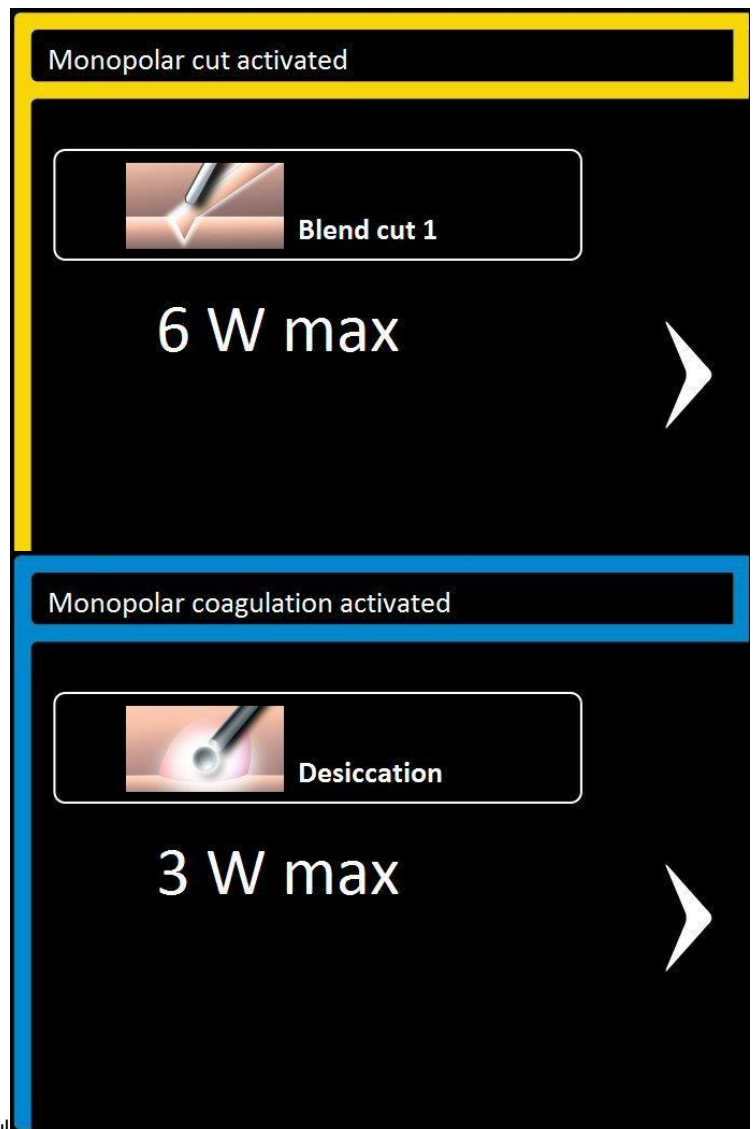 Monopolar cut activated
Blend cut 1
6 W max
Monopolar coagulation activated
Desiccation
3 W max